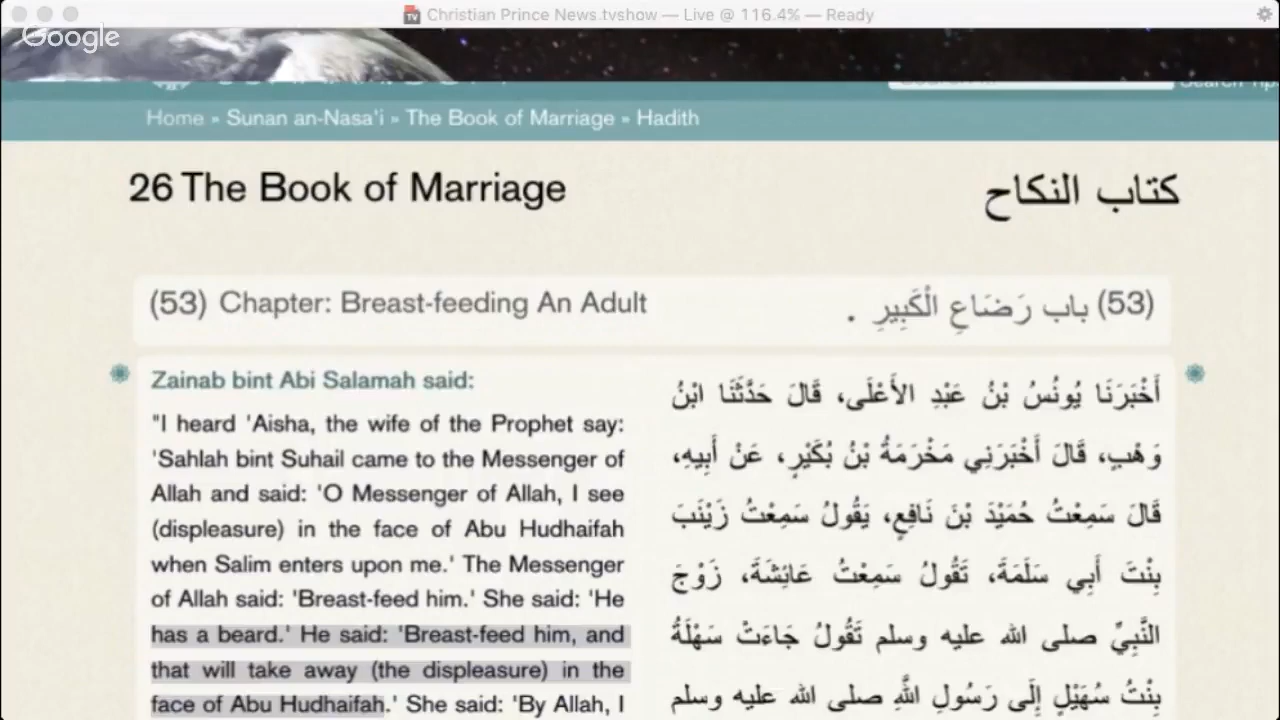 Christian Prince News.tvshow — Live @ 116.4% — Ready
Google
Home » Sunan an-Nasa'i » The Book of Marriage » Hadith
26 The Book of Marriage
كتاب النكاح
(53) Chapter: Breast-feeding An Adult
(53) باب رَضَاعِ الْكَبِيرِ .
Zainab bint Abi Salamah said:
"I heard 'Aisha, the wife of the Prophet say:
'Sahlah bint Suhail came to the Messenger of
Allah and said: 'O Messenger of Allah, I see
(displeasure) in the face of Abu Hudhaifah
when Salim enters upon me.' The Messenger
of Allah said: 'Breast-feed him.' She said: 'He
has a beard.' He said: 'Breast-feed him, and
that will take away (the displeasure) in the
face of Abu Hudhaifah.' She said: 'By Allah, I
أَخْبَرَنَا يُونُسُ بْنُ عَبْدِ الأَعْلَى، قَالَ حَدَّثَنَا ابْنُ
وَهْبٍ، قَالَ أَخْبَرَنِي مَخْرَمَةُ بْنُ بُكَيْرٍ، عَنْ أَبِيهِ،
قَالَ سَمِعْتُ حُمَيْدَ بْنَ نَافِعٍ، يَقُولُ سَمِعْتُ زَيْنَبَ
بِنْتَ أَبِي سَلَمَةَ، تَقُولُ سَمِعْتُ عَائِشَةَ، زَوْجَ
النَّبِيِّ صلى الله عليه وسلم تَقُولُ جَاءَتْ سَهْلَةُ
بِنْتُ سُهَيْلٍ إِلَى رَسُولِ اللَّهِ صلى الله عليه وسلم